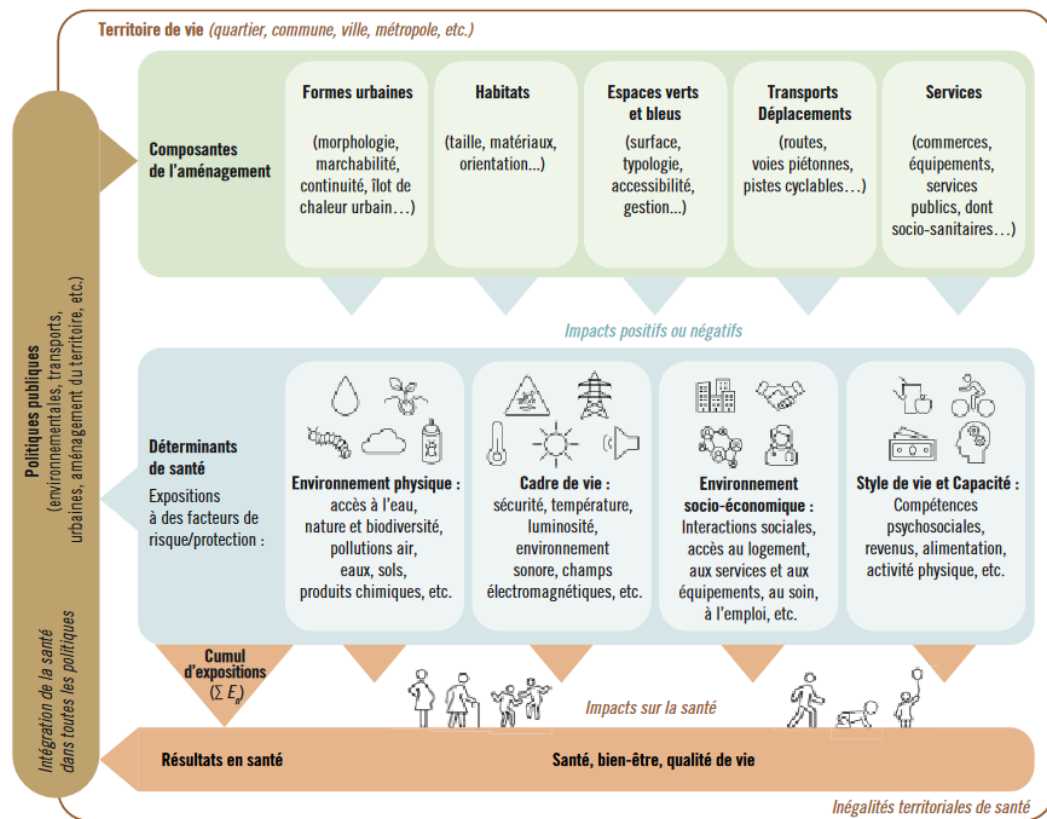 Territoire de vie (quartier, commune, ville, métropole, etc.)
Politiques publiques
(environnementales, transports,
urbaines, aménagement du territoire, etc.)
Intégration de la santé
dans toutes les politiques
Composantes
de l'aménagement
Formes urbaines
(morphologie,
marchabilité,
continuité, îlot de
chaleur urbain…)
Habitats
(taille, matériaux,
orientation...)
Espaces verts
et bleus
(surface,
typologie,
accessibilité,
gestion...)
Transports
Déplacements
(routes,
voies piétonnes,
pistes cyclables…)
Services
(commerces,
équipements,
services
publics, dont
socio-sanitaires…)
Impacts positifs ou négatifs
Déterminants
de santé
Expositions
à des facteurs de
risque/protection :
Environnement physique :
accès à l'eau,
nature et biodiversité,
pollutions air,
eaux, sols,
produits chimiques, etc.
Cadre de vie :
sécurité, température,
luminosité,
environnement
sonore, champs
électromagnétiques, etc.
Environnement
socio-économique :
Interactions sociales,
accès au logement,
aux services et aux
équipements, au soin,
à l'emploi, etc.
Style de vie et Capacité :
Compétences
psychosociales,
revenus, alimentation,
activité physique, etc.
Cumul
d'expositions
(∑ Eₙ)
Impacts sur la santé
Résultats en santé
Santé, bien-être, qualité de vie
Inégalités territoriales de santé